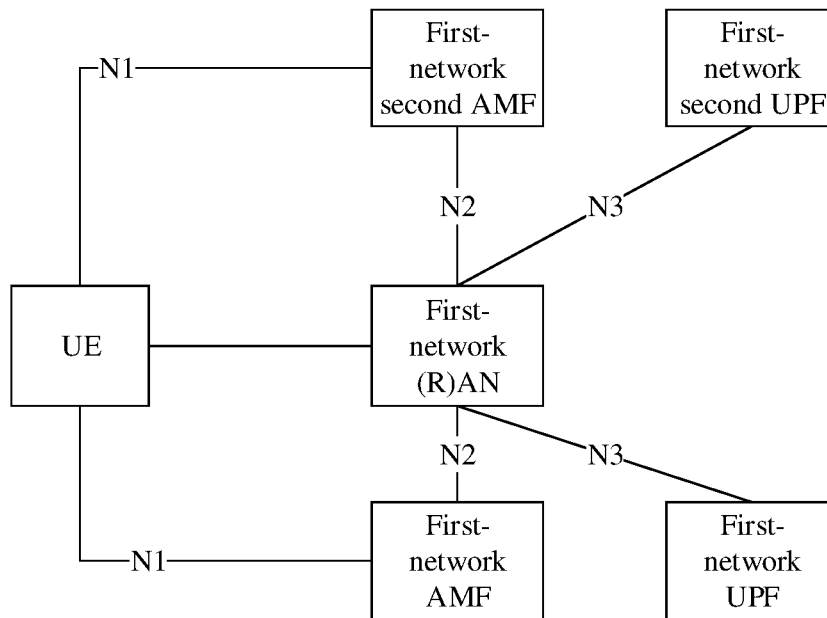 First-
network
second AMF
First-
network
second UPF
N1
N2
N3
UE
First-
network
(R)AN
N2
N3
N1
First-
network
AMF
First-
network
UPF